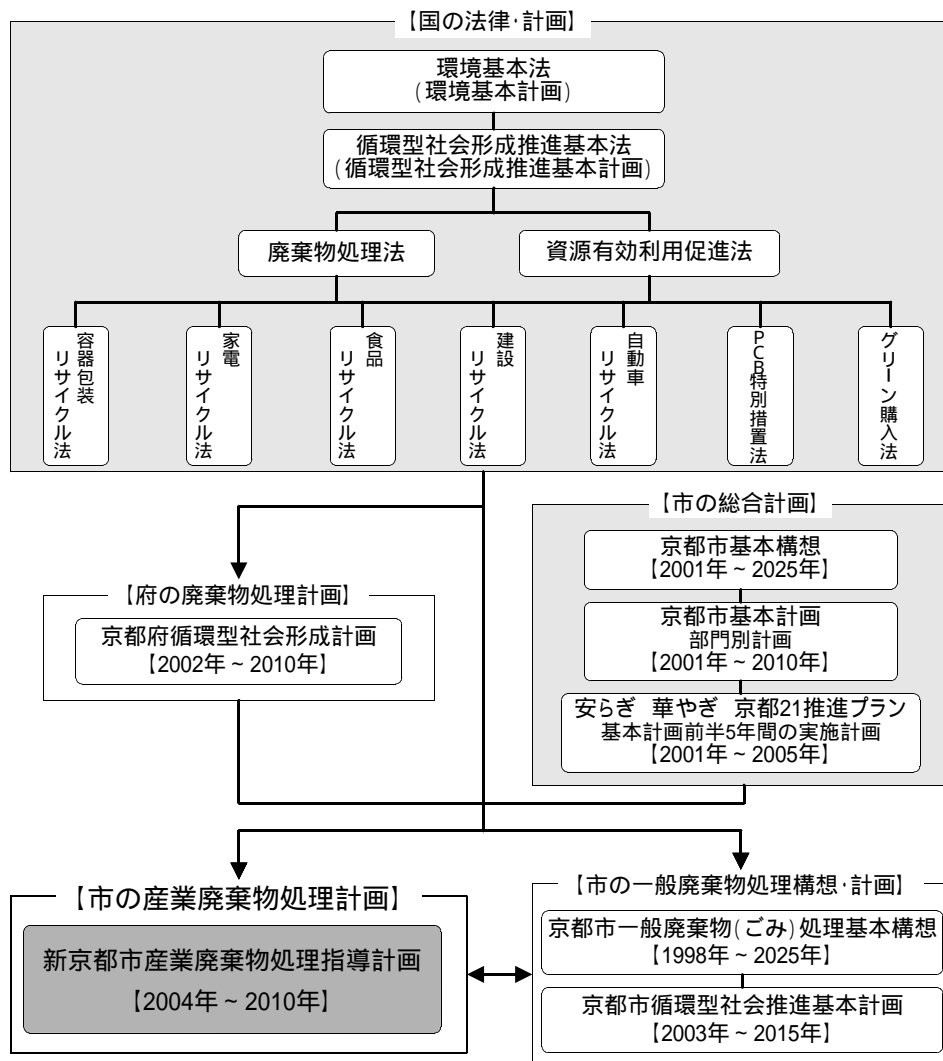 【国の法律・計画】
環境基本法
(環境基本計画)
循環型社会形成推進基本法
(循環型社会形成推進基本計画)
廃棄物処理法
資源有効利用促進法
容器包装
リサイクル法
家電
リサイクル法
食品
リサイクル法
建設
リサイクル法
自動車
リサイクル法
PCB特別措置法
グリーン購入法
【市の総合計画】
京都市基本構想
【2001年~2025年】
京都市基本計画
部門別計画
【2001年~2010年】
安らぎ 華やぎ 京都21推進プラン
基本計画前半5年間の実施計画
【2001年~2005年】
【府の廃棄物処理計画】
京都府循環型社会形成計画
【2002年~2010年】
【市の産業廃棄物処理計画】
新京都市産業廃棄物処理指導計画
【2004年~2010年】
【市の一般廃棄物処理構想・計画】
京都市一般廃棄物(ごみ)処理基本構想
【1998年~2025年】
京都市循環型社会推進基本計画
【2003年~2015年】